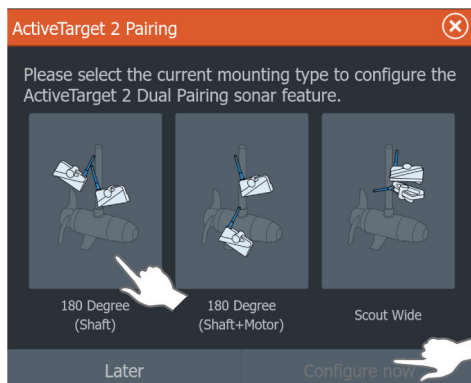 ActiveTarget 2 Pairing
Please select the current mounting type to configure the
ActiveTarget 2 Dual Pairing sonar feature.
180 Degree
(Shaft)
180 Degree
(Shaft+Motor)
Scout Wide
Later
Configure now